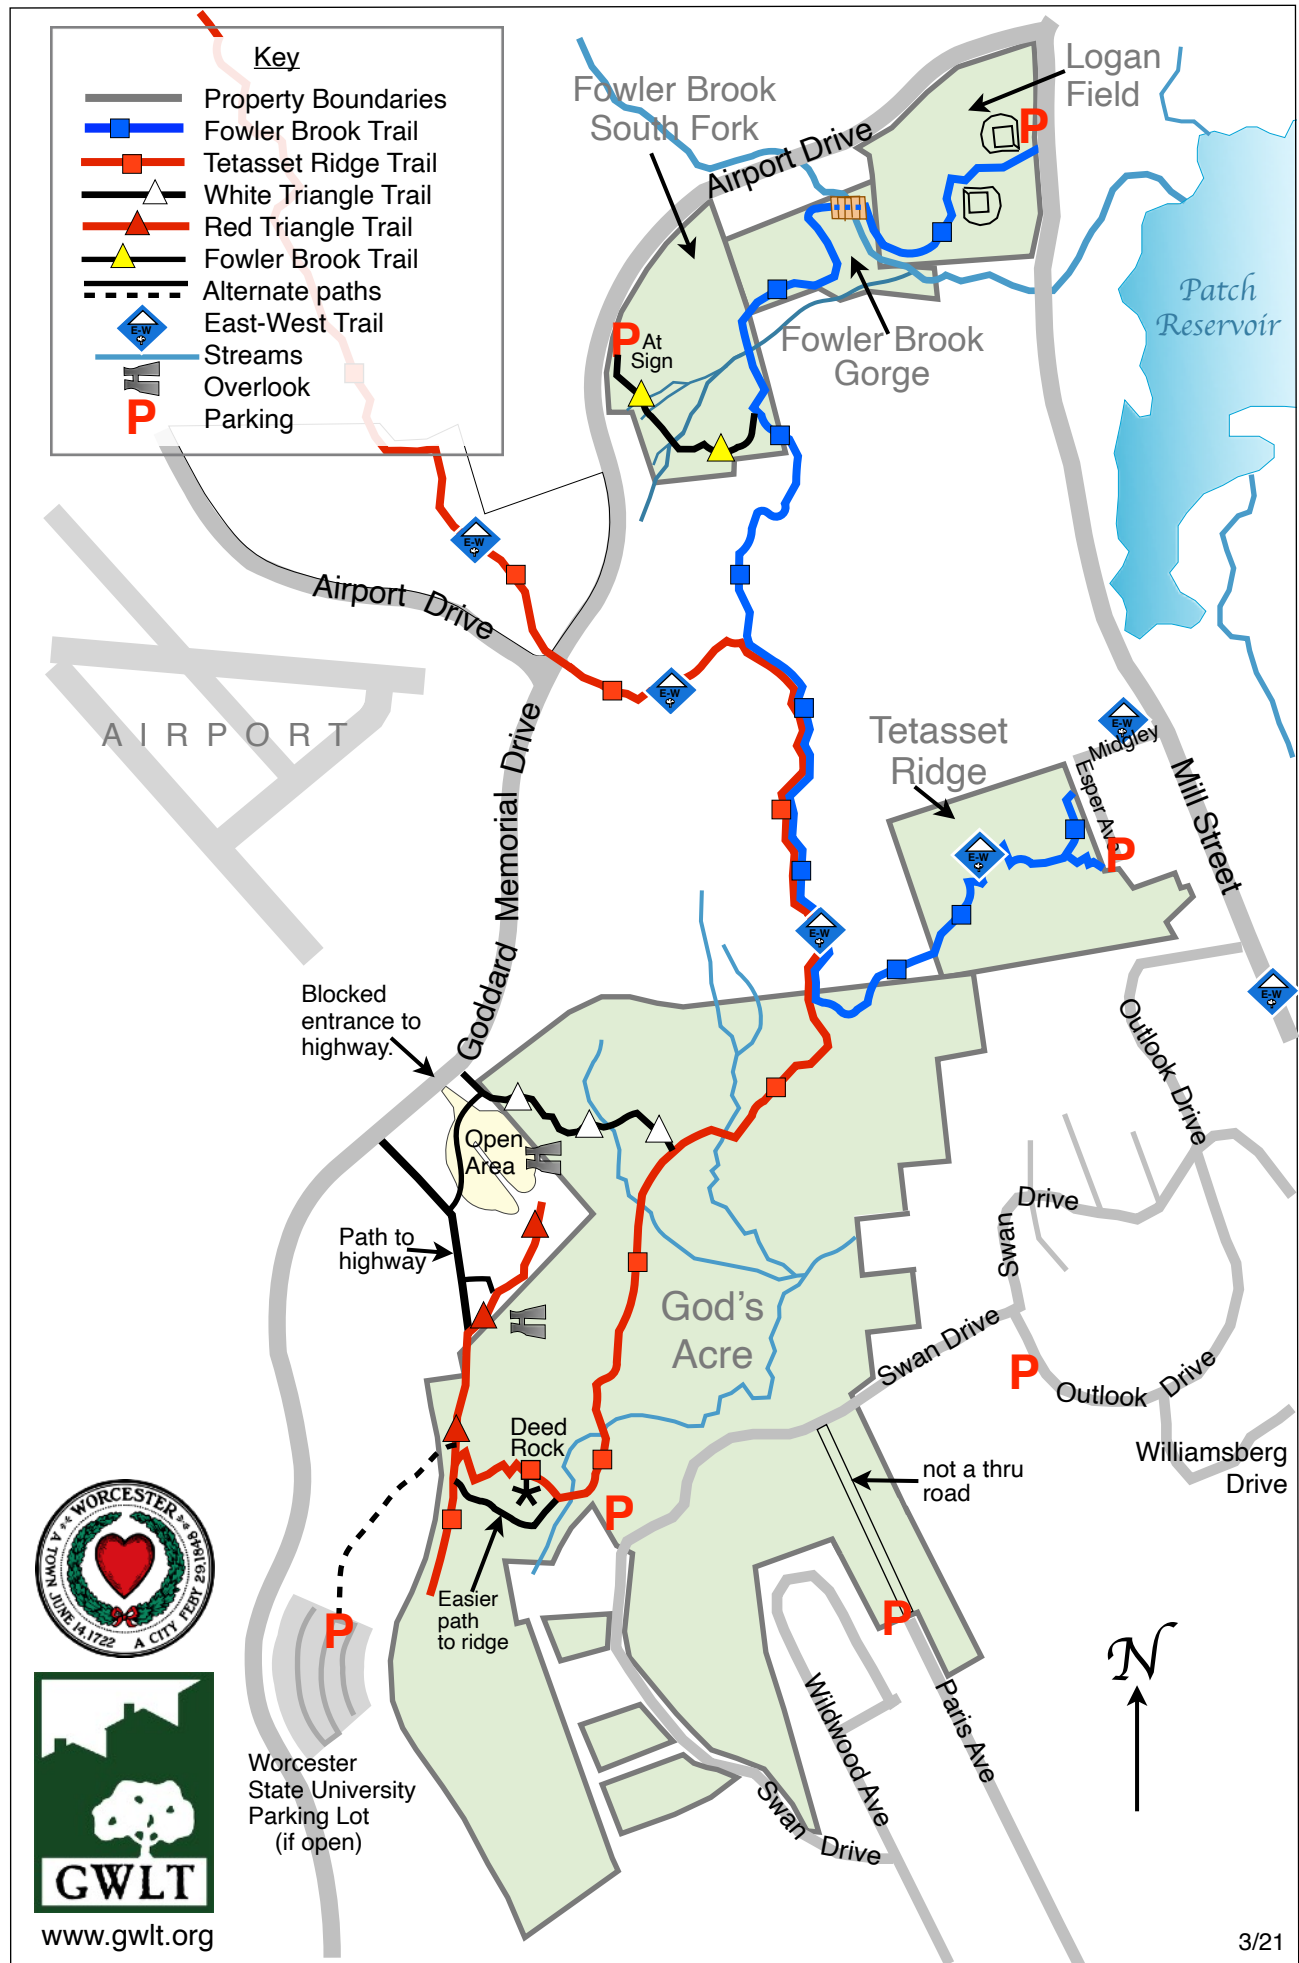 Key
Property Boundaries
Fowler Brook Trail
Tetasset Ridge Trail
White Triangle Trail
Red Triangle Trail
Fowler Brook Trail
Alternate paths
E-W
East-West Trail
Streams
Overlook
P
Parking
Fowler Brook
South Fork
Airport Drive
Logan
Field
P
Patch
Reservoir
P
At
Sign
Fowler Brook
Gorge
E-W
Airport Drive
E-W
AIRPORT
Goddard Memorial Drive
Tetasset
Ridge
E-W
Midgley
Esper Ave
P
Mill Street
E-W
E-W
E-W
Blocked
entrance to
highway.
Outlook Drive
Open
Area
Path to
highway
Swan Drive
God's
Acre
Swan Drive
P
Outlook Drive
Williamsberg
Drive
Deed
Rock
P
not a thru
road
WORCESTER
A TOWN JUNE 14, 1722
A CITY FEBY 29, 1848
Easier
path
to ridge
P
P
N
Wildwood Ave
Paris Ave
Swan Drive
Worcester
State University
Parking Lot
(if open)
GWLT
www.gwlt.org
3/21